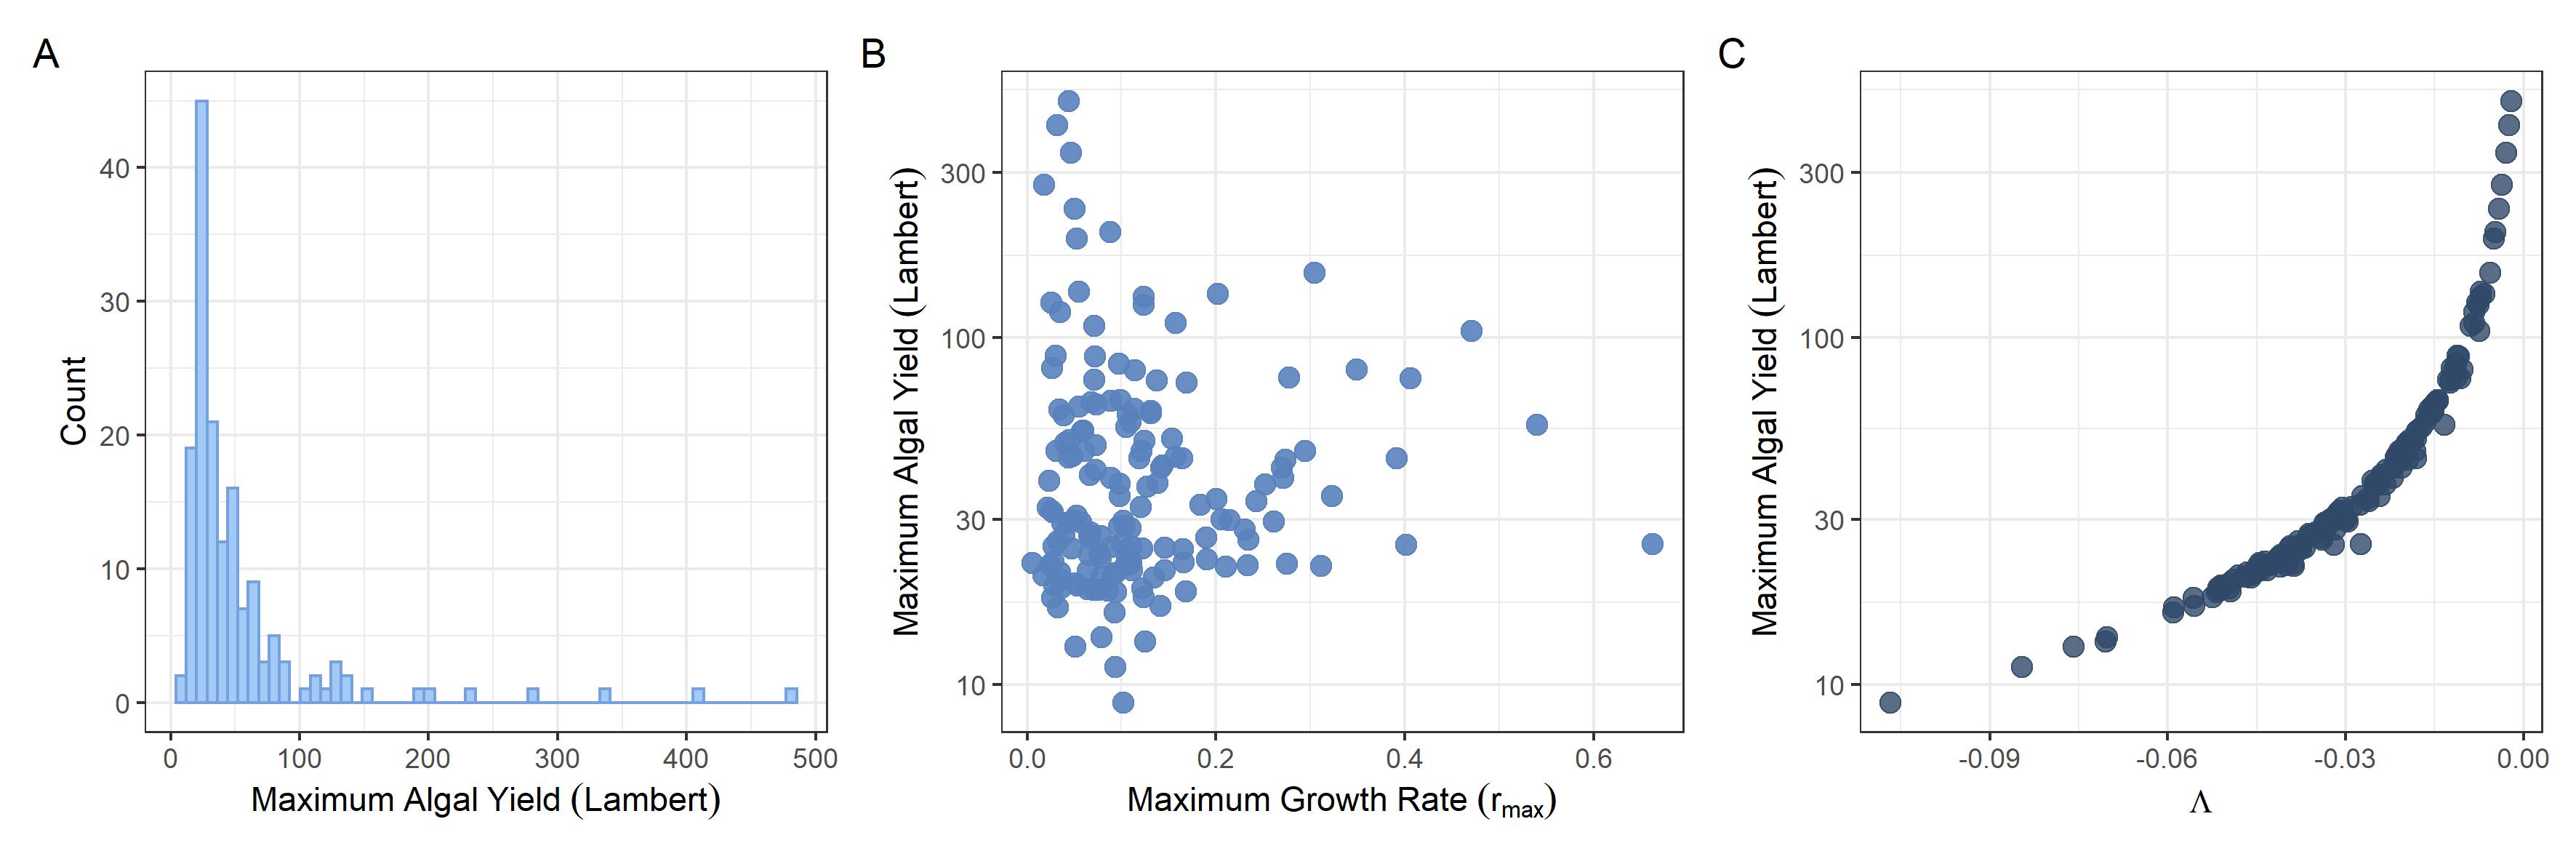 A
Count
40
30
20
10
0
0 100 200 300 400 500
Maximum Algal Yield (Lambert)
B
Maximum Algal Yield (Lambert)
300
100
30
10
0.0 0.2 0.4 0.6
Maximum Growth Rate (rmax)
C
Maximum Algal Yield (Lambert)
300
100
30
10
-0.09 -0.06 -0.03 0.00
Λ